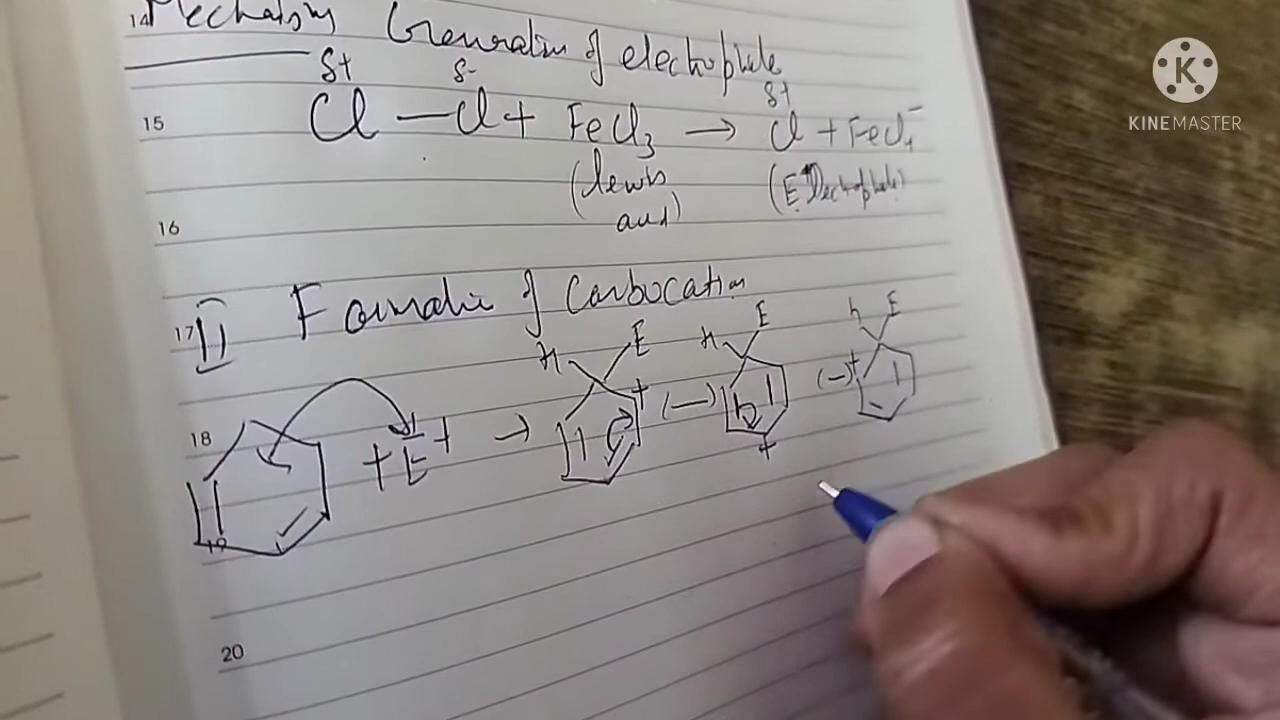 14 Mechanism Generation of electrophile
δ+ δ- δ+
15 Cl — Cl + FeCl3 → Cl + FeCl4-
(lewis (Electrophile)
acid)
16
17 II Formation of Carbocation
H E H E H E
18 + E+ → + (—) + (—) +
19
20
KINEMASTER